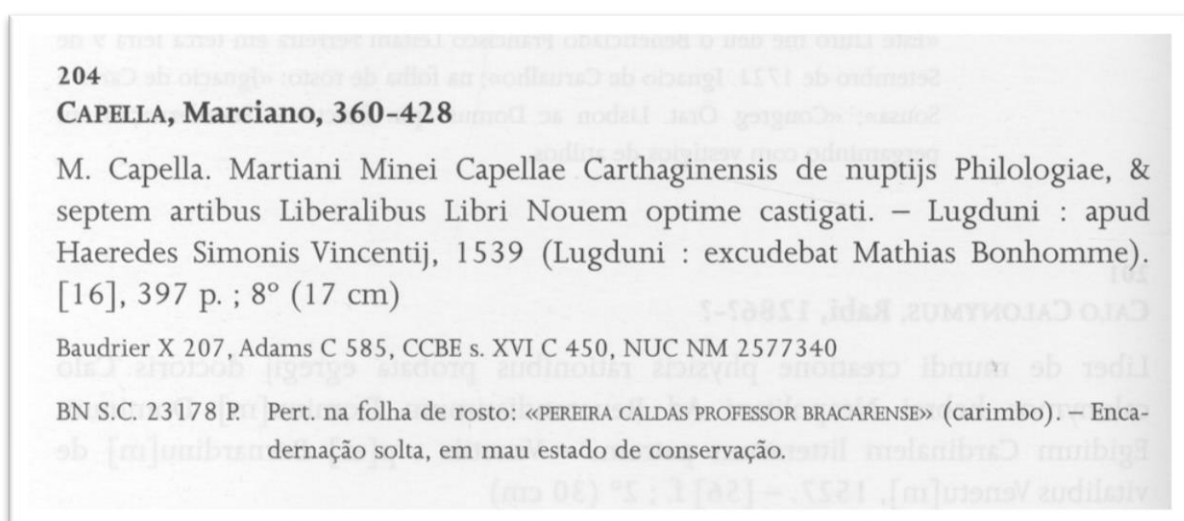 204
CAPELLA, Marciano, 360-428
M. Capella. Martiani Minei Capellae Carthaginensis de nuptijs Philologiae, &
septem artibus Liberalibus Libri Nouem optime castigati. – Lugduni : apud
Haeredes Simonis Vincentij, 1539 (Lugduni : excudebat Mathias Bonhomme).
[16], 397 p. ; 8º (17 cm)
Baudrier X 207, Adams C 585, CCBE s. XVI C 450, NUC NM 2577340
BN S.C. 23178 P. Pert. na folha de rosto: «PEREIRA CALDAS PROFESSOR BRACARENSE» (carimbo). – Enca-
dernação solta, em mau estado de conservação.